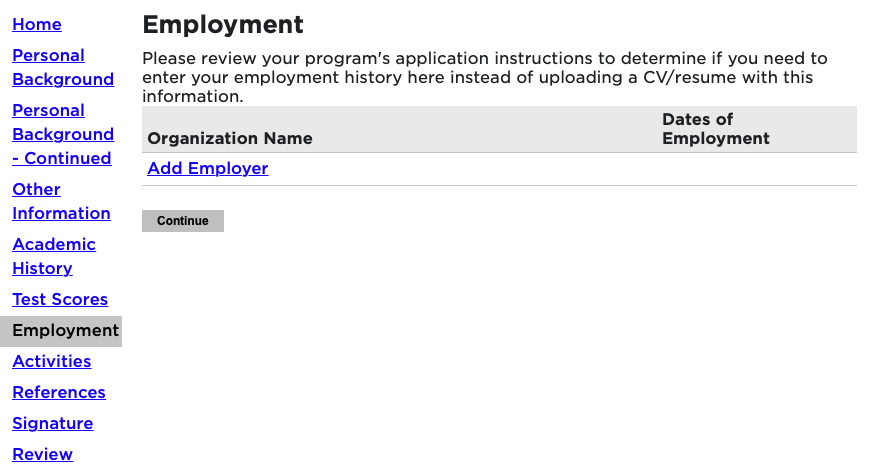 Home
Personal
Background
Personal
Background
- Continued
Other
Information
Academic
History
Test Scores
Employment
Activities
References
Signature
Review
Employment
Please review your program's application instructions to determine if you need to
enter your employment history here instead of uploading a CV/resume with this
information.
Organization Name
Dates of
Employment
Add Employer
Continue